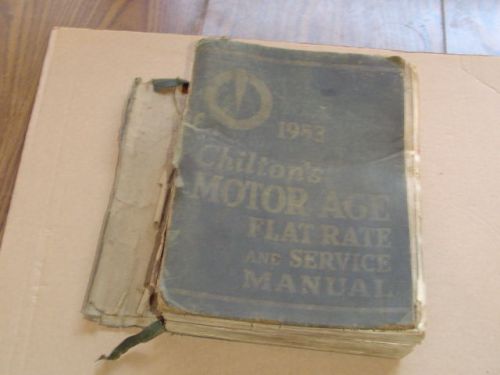 1953
Chilton's
MOTOR AGE
FLAT RATE
AND SERVICE
MANUAL